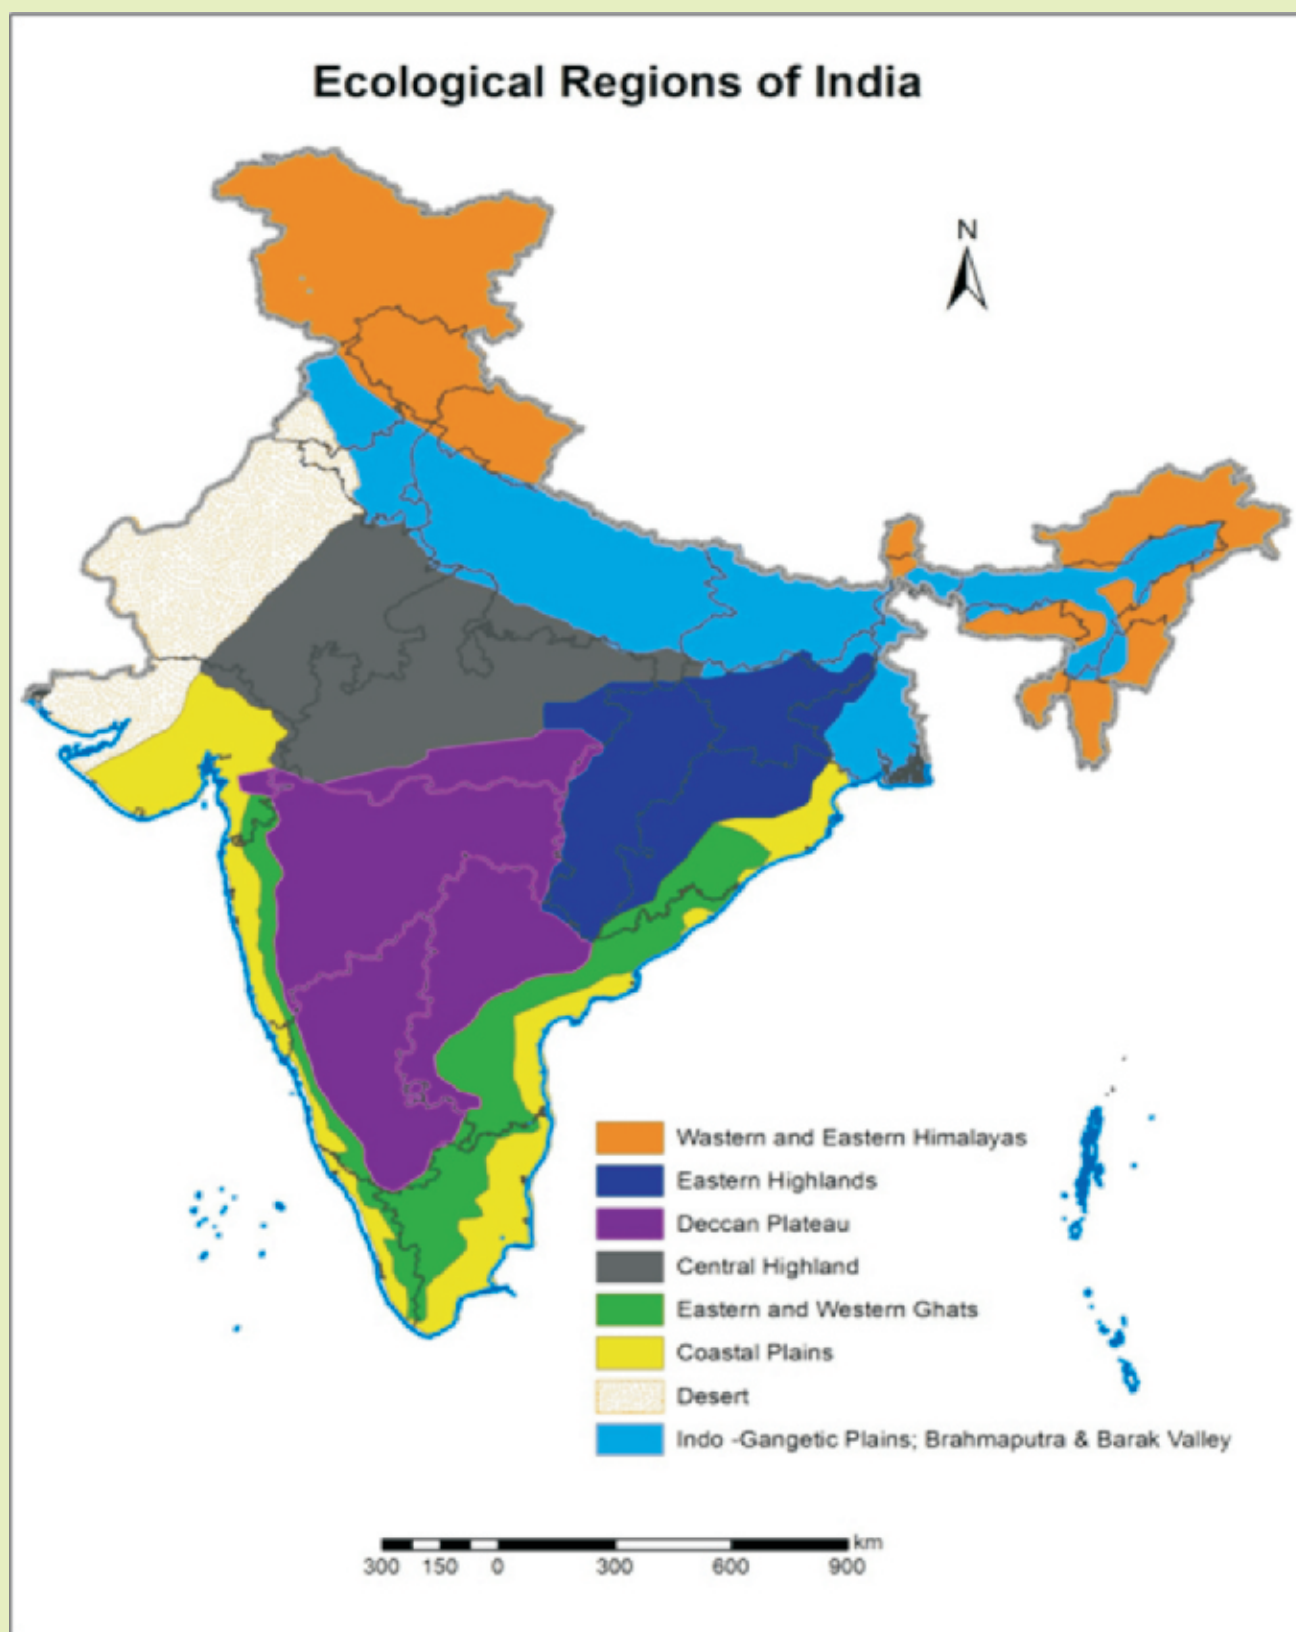 Ecological Regions of India
N
Wastern and Eastern Himalayas
Eastern Highlands
Deccan Plateau
Central Highland
Eastern and Western Ghats
Coastal Plains
Desert
Indo -Gangetic Plains; Brahmaputra & Barak Valley
km
300 150 0 300 600 900